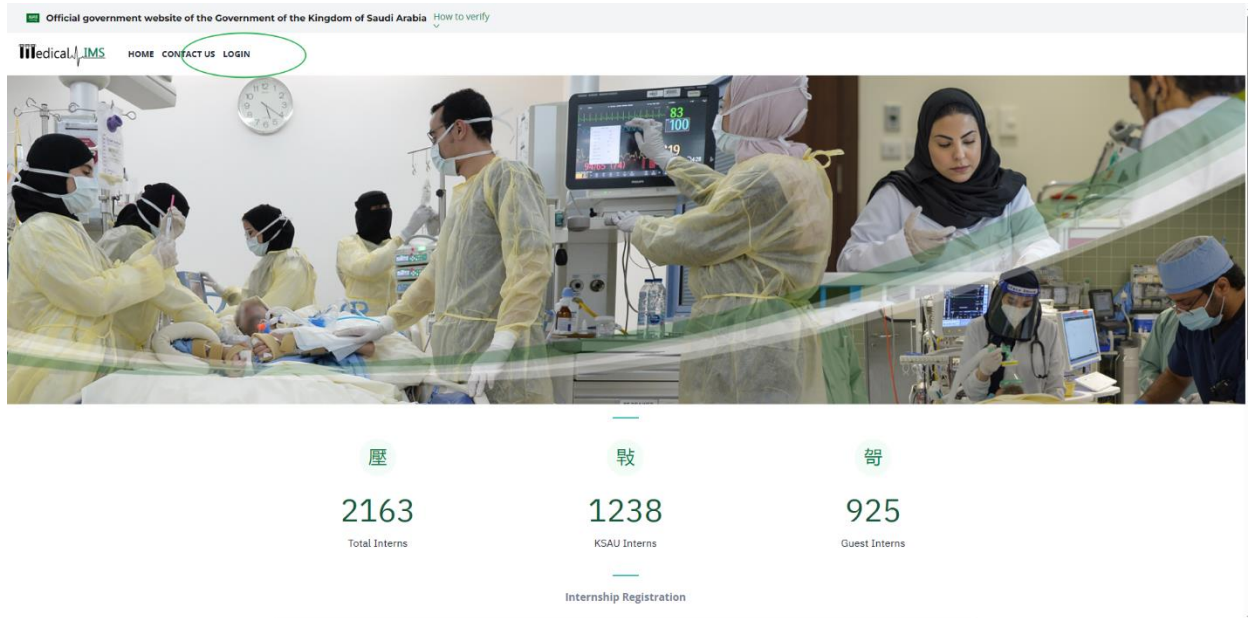 Official government website of the Government of the Kingdom of Saudi Arabia How to verify
Medical IMS HOME CONTACT US LOGIN
83
100
壓 
2163
Total Interns
1238
KSAU Interns
925
Guest Interns
Internship Registration